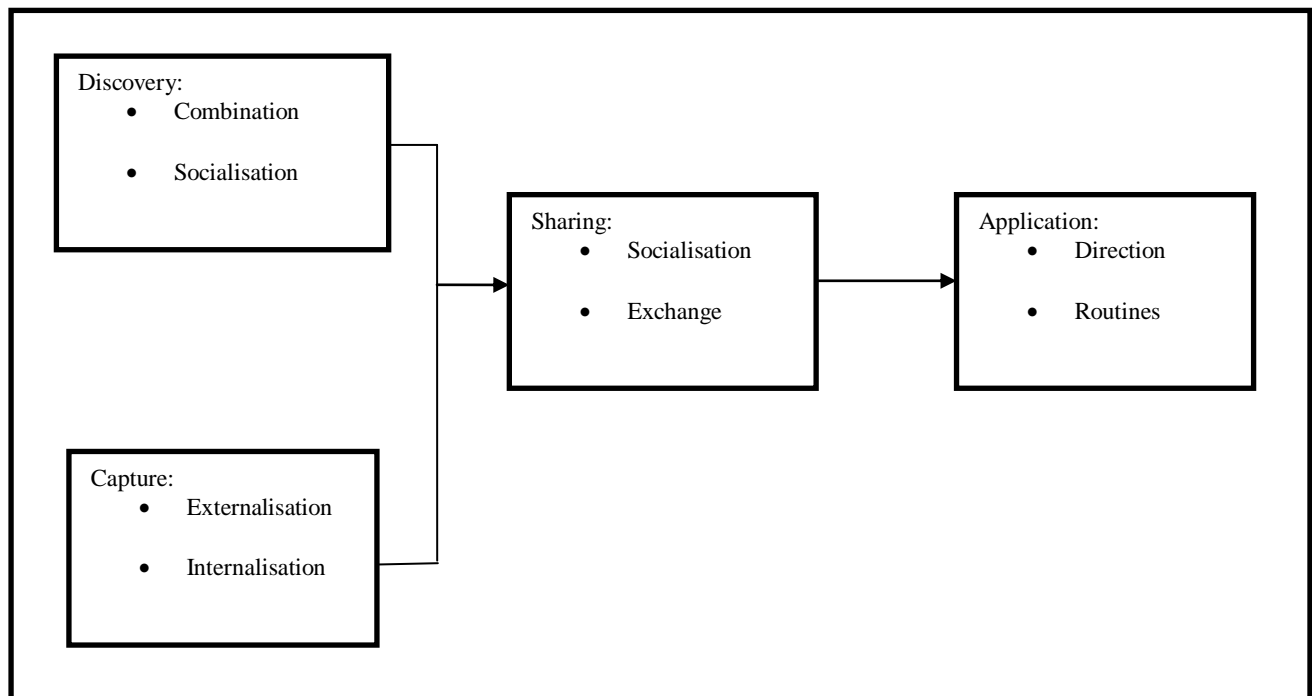 Discovery:
• Combination
• Socialisation
Sharing:
• Socialisation
• Exchange
Application:
• Direction
• Routines
Capture:
• Externalisation
• Internalisation